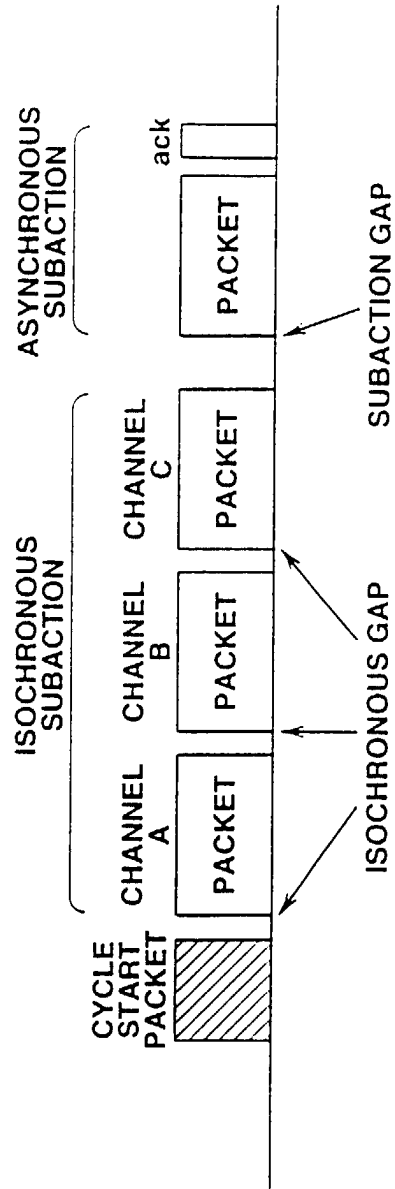 ISOCHRONOUS
SUBACTION
ASYNCHRONOUS
SUBACTION
CYCLE
START
PACKET
CHANNEL
A
CHANNEL
B
CHANNEL
C
ack
PACKET
PACKET
PACKET
PACKET
ISOCHRONOUS GAP
SUBACTION GAP